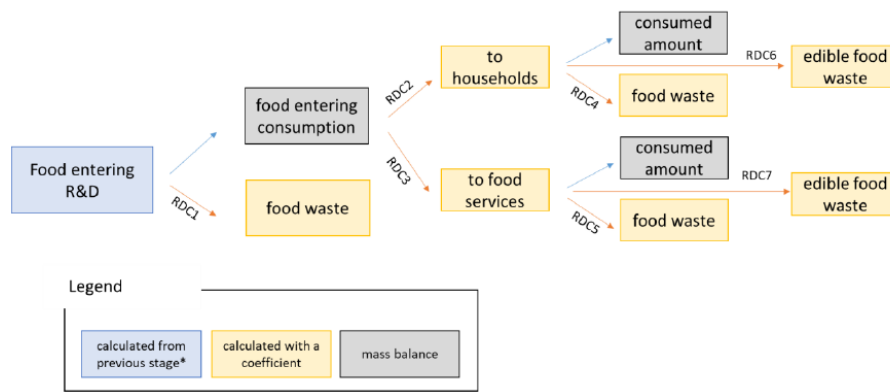 consumed
amount
to
households
RDC6
edible food
waste
RDC2
RDC4
food waste
food entering
consumption
Food entering
R&D
RDC1
food waste
RDC3
to food
services
consumed
amount
RDC7
edible food
waste
RDC5
food waste
Legend
calculated from
previous stage*
calculated with a
coefficient
mass balance